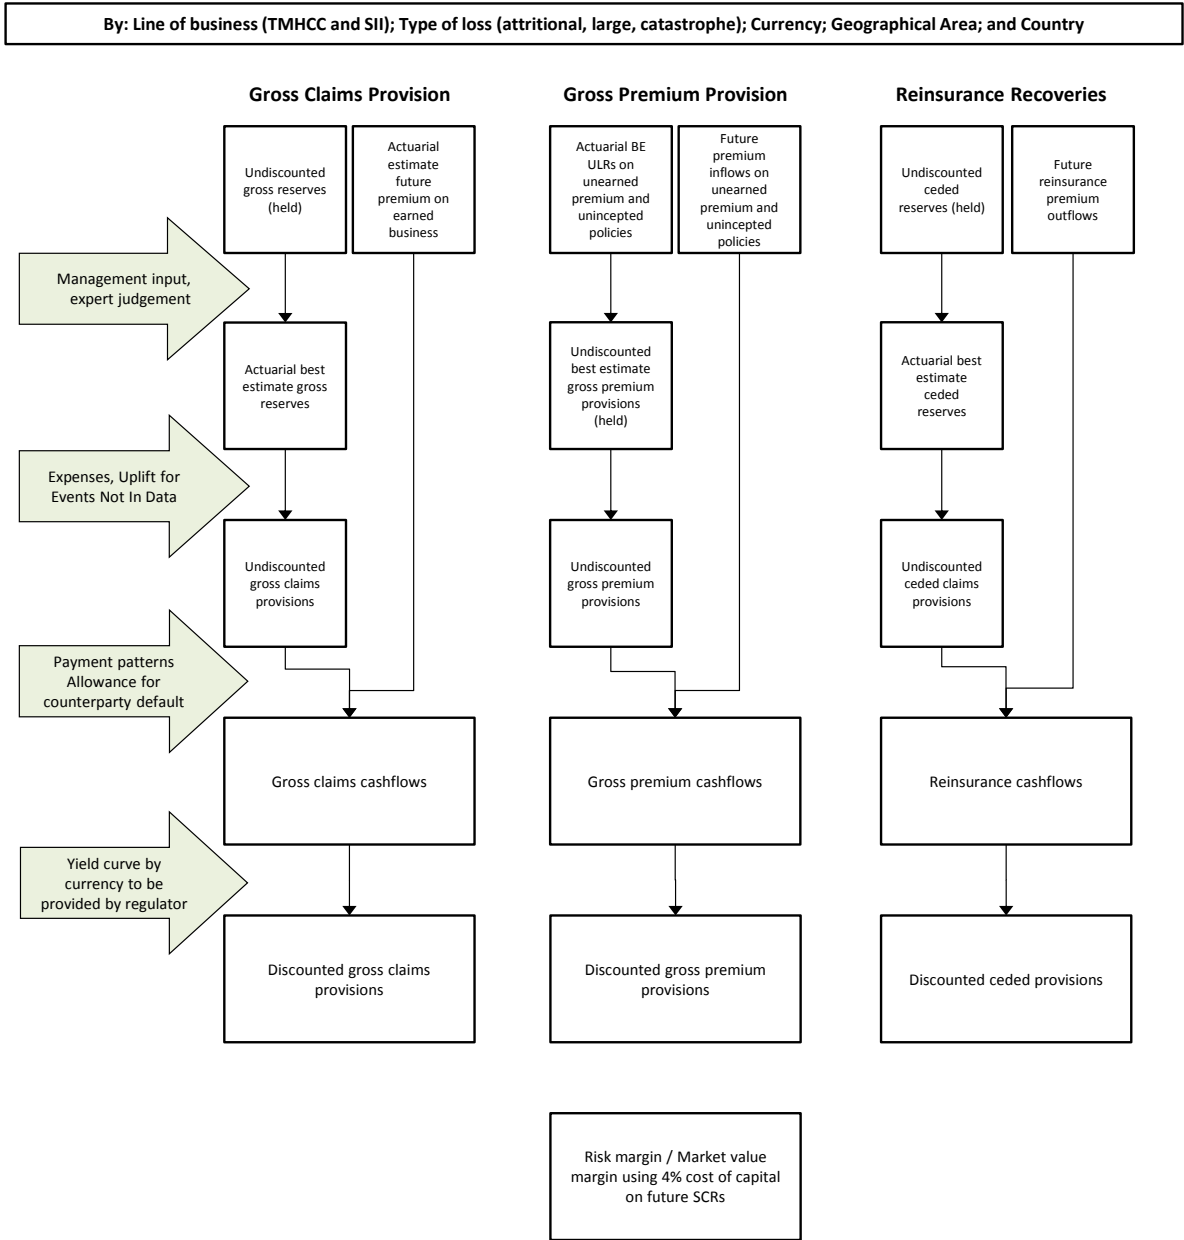 By: Line of business (TMHCC and SII); Type of loss (attritional, large, catastrophe); Currency; Geographical Area; and Country
Gross Claims Provision
Gross Premium Provision
Reinsurance Recoveries
Undiscounted
gross reserves
(held)
Actuarial
estimate
future
premium on
earned
business
Actuarial BE
ULRs on
unearned
premium and
unincepted
policies
Future
premium
inflows on
unearned
premium and
unincepted
policies
Undiscounted
ceded
reserves (held)
Future
reinsurance
premium
outflows
Management input,
expert judgement
Actuarial best
estimate gross
reserves
Undiscounted
best estimate
gross premium
provisions
(held)
Actuarial best
estimate
ceded
reserves
Expenses, Uplift for
Events Not In Data
Undiscounted
gross claims
provisions
Undiscounted
gross premium
provisions
Undiscounted
ceded claims
provisions
Payment patterns
Allowance for
counterparty default
Gross claims cashflows
Gross premium cashflows
Reinsurance cashflows
Yield curve by
currency to be
provided by regulator
Discounted gross claims
provisions
Discounted gross premium
provisions
Discounted ceded provisions
Risk margin / Market value
margin using 4% cost of capital
on future SCRs